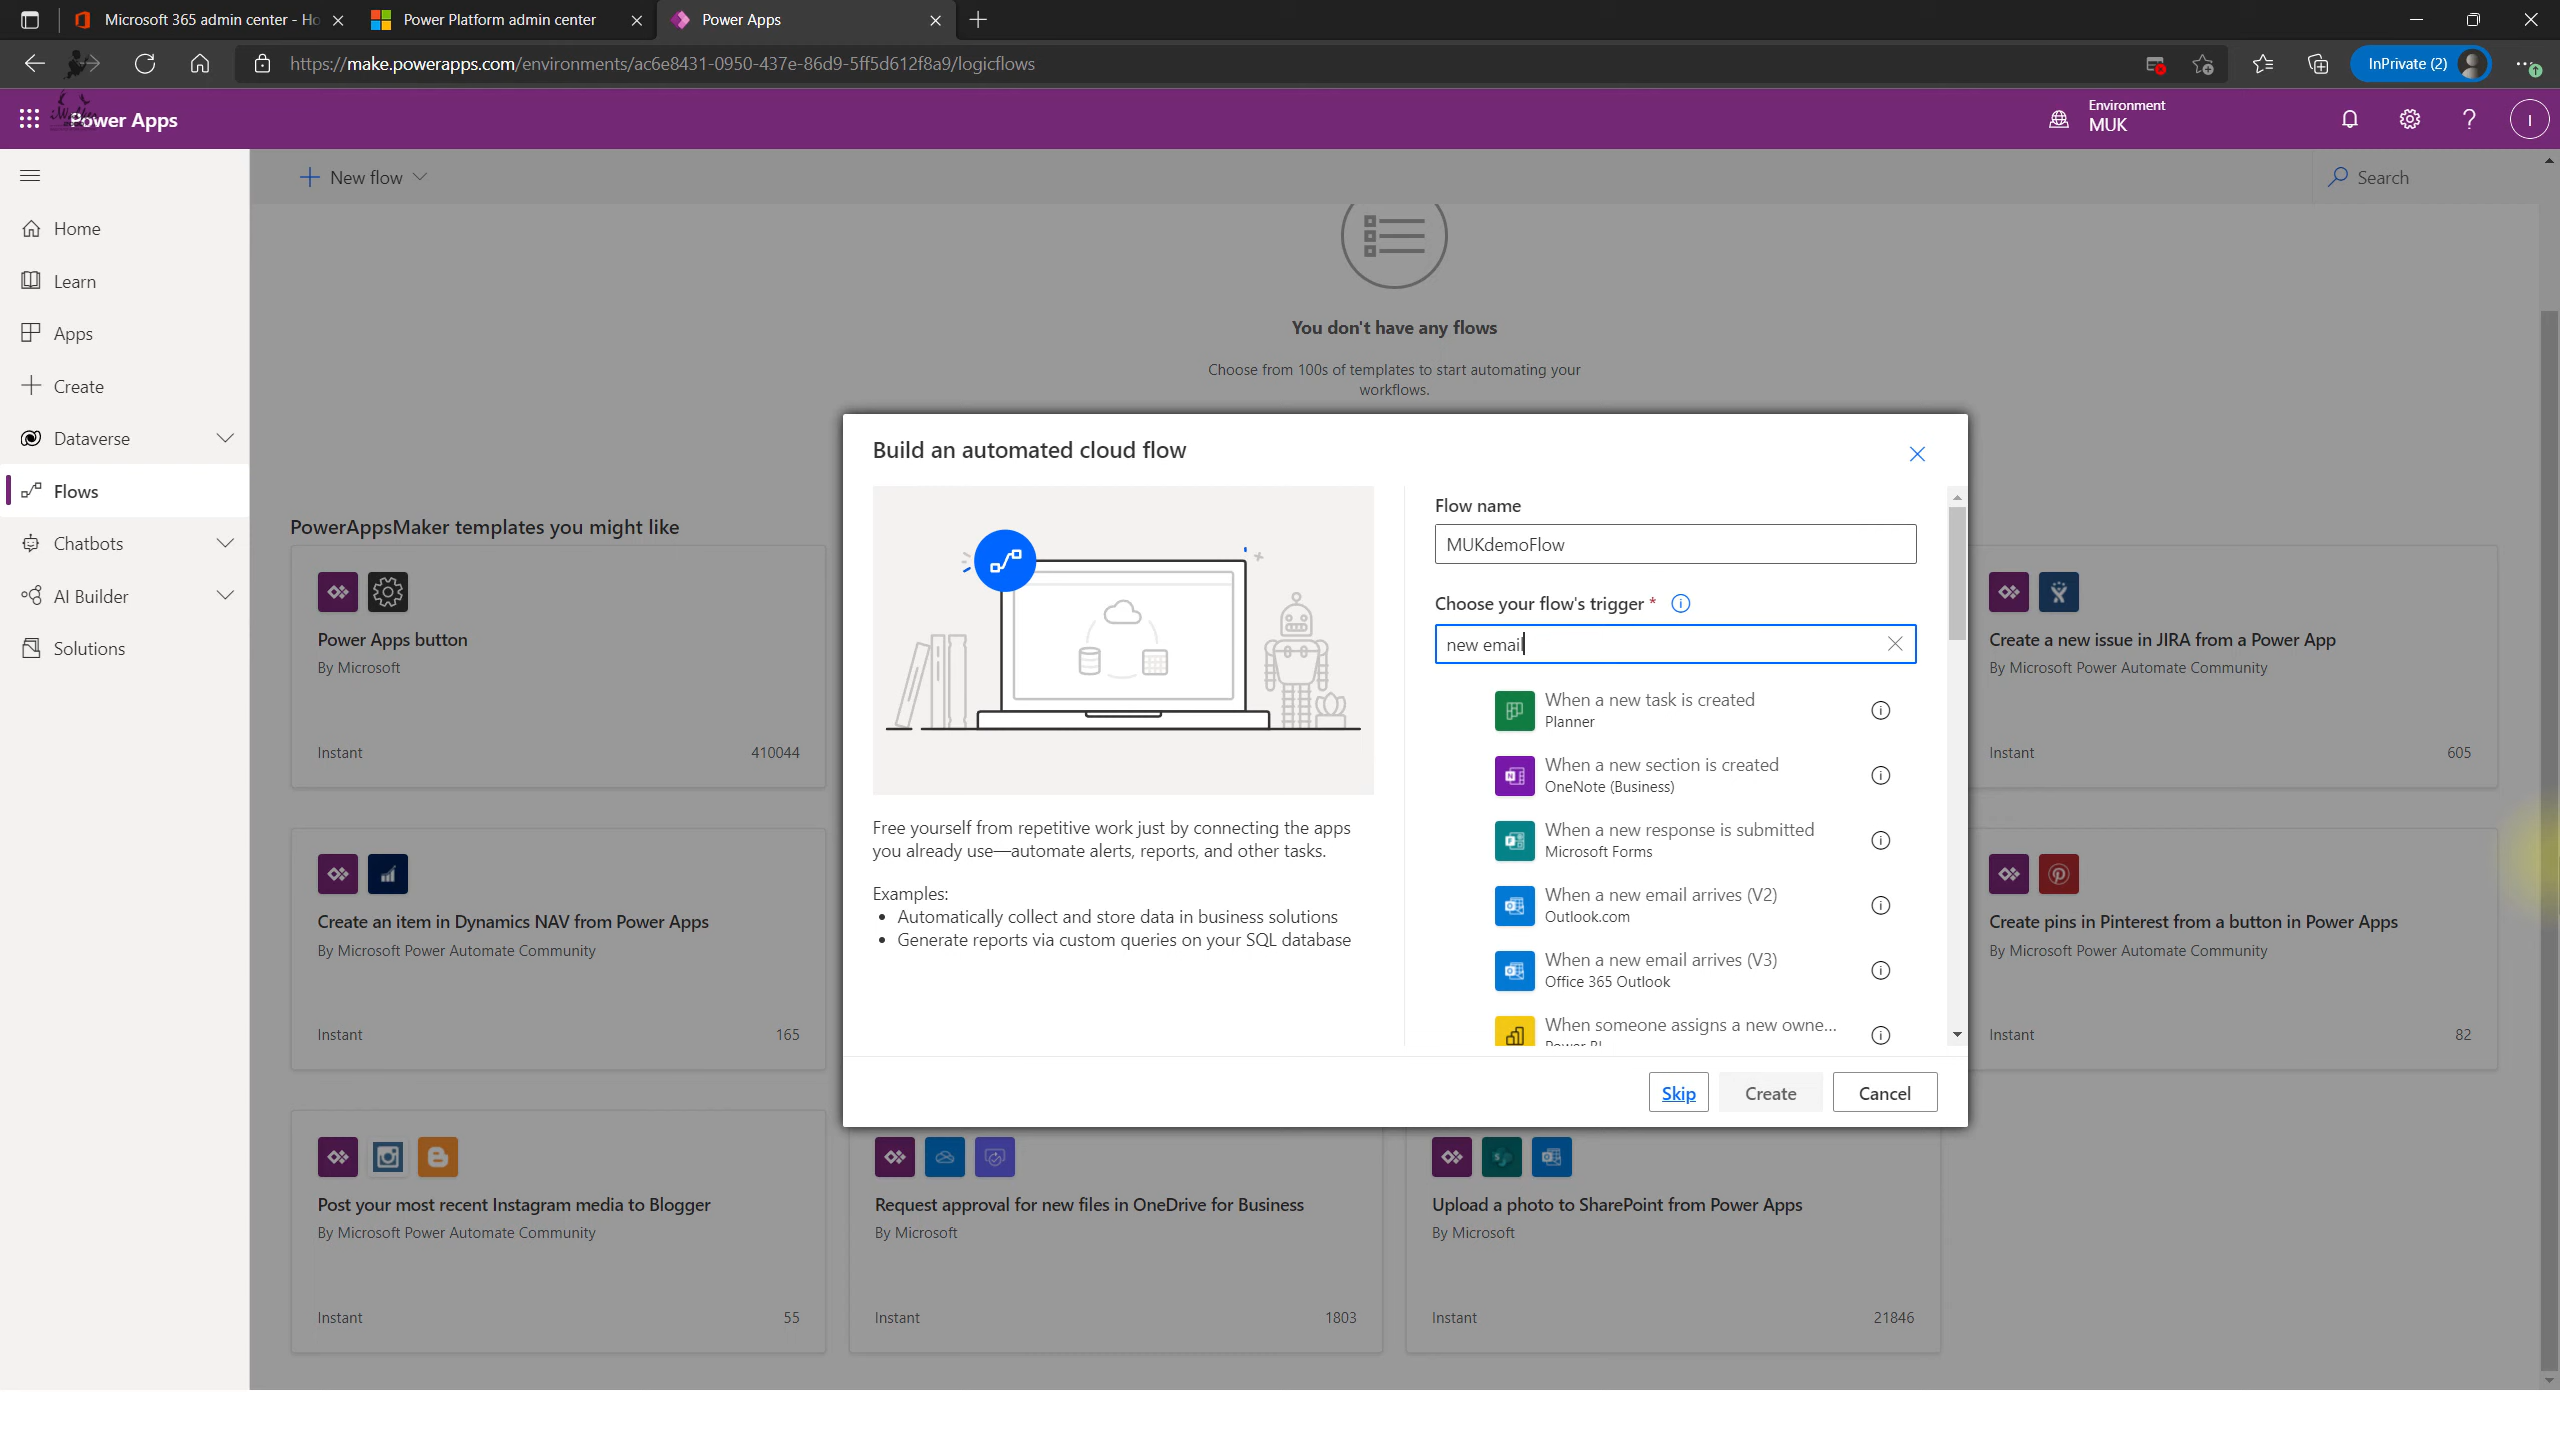 Microsoft 365 admin center - Ho
Power Platform admin center
Power Apps
https://make.powerapps.com/environments/ac6e8431-0950-437e-86d9-5ff5d612f8a9/logicflows
InPrivate (2)
Power Apps
Environment
MUK
I
New flow
Search
Home
Learn
Apps
Create
Dataverse
Flows
Chatbots
AI Builder
Solutions
You don't have any flows
Choose from 100s of templates to start automating your
workflows.
PowerAppsMaker templates you might like
Power Apps button
By Microsoft
Instant
410044
Create a new issue in JIRA from a Power App
By Microsoft Power Automate Community
Instant
605
Create an item in Dynamics NAV from Power Apps
By Microsoft Power Automate Community
Instant
165
Create pins in Pinterest from a button in Power Apps
By Microsoft Power Automate Community
Instant
82
Post your most recent Instagram media to Blogger
By Microsoft Power Automate Community
Instant
55
Request approval for new files in OneDrive for Business
By Microsoft
Instant
1803
Upload a photo to SharePoint from Power Apps
By Microsoft
Instant
21846
Build an automated cloud flow
Free yourself from repetitive work just by connecting the apps
you already use—automate alerts, reports, and other tasks.
Examples:
• Automatically collect and store data in business solutions
• Generate reports via custom queries on your SQL database
Flow name
MUKdemoFlow
Choose your flow's trigger *
new email
When a new task is created
Planner
When a new section is created
OneNote (Business)
When a new response is submitted
Microsoft Forms
When a new email arrives (V2)
Outlook.com
When a new email arrives (V3)
Office 365 Outlook
When someone assigns a new owne...
Power BI
Skip
Create
Cancel